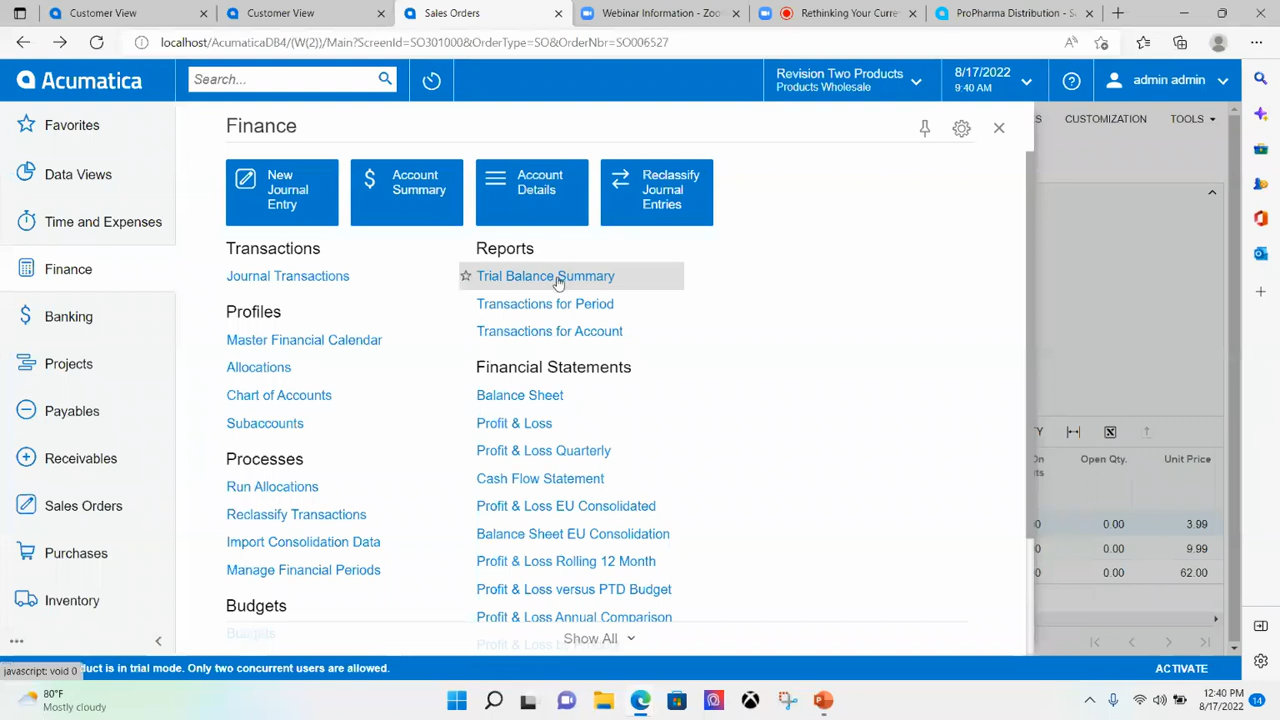 Customer View
Customer View
Sales Orders
Webinar Information - Zoo
Rethinking Your Curre
ProPharma Distribution - S
localhost/AcumaticaDB4/(W(2))/Main?ScreenId=SO301000&OrderType=SO&OrderNbr=SO006527
Acumatica
Search...
Revision Two Products
Products Wholesale
8/17/2022
9:40 AM
admin admin
Favorites
Data Views
Time and Expenses
Finance
Banking
Projects
Payables
Receivables
Sales Orders
Purchases
Inventory
Finance
New
Journal
Entry
Account
Summary
Account
Details
Reclassify
Journal
Entries
Transactions
Journal Transactions
Profiles
Master Financial Calendar
Allocations
Chart of Accounts
Subaccounts
Processes
Run Allocations
Reclassify Transactions
Import Consolidation Data
Manage Financial Periods
Budgets
Budgets
Reports
Trial Balance Summary
Transactions for Period
Transactions for Account
Financial Statements
Balance Sheet
Profit & Loss
Profit & Loss Quarterly
Cash Flow Statement
Profit & Loss EU Consolidated
Balance Sheet EU Consolidation
Profit & Loss Rolling 12 Month
Profit & Loss versus PTD Budget
Profit & Loss Annual Comparison
Show All
CUSTOMIZATION
TOOLS
Open Qty.
Unit Price
0.00 3.99
0.00 9.99
0.00 62.00
javascript: void 0
duct is in trial mode. Only two concurrent users are allowed.
ACTIVATE
80°F
Mostly cloudy
12:40 PM
8/17/2022
14